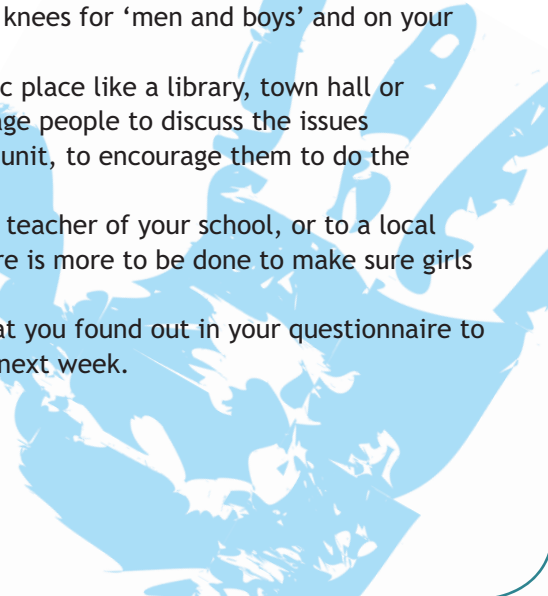 knees for ‘men and boys’ and on your
c place like a library, town hall or
age people to discuss the issues
unit, to encourage them to do the
teacher of your school, or to a local
re is more to be done to make sure girls
at you found out in your questionnaire to
next week.